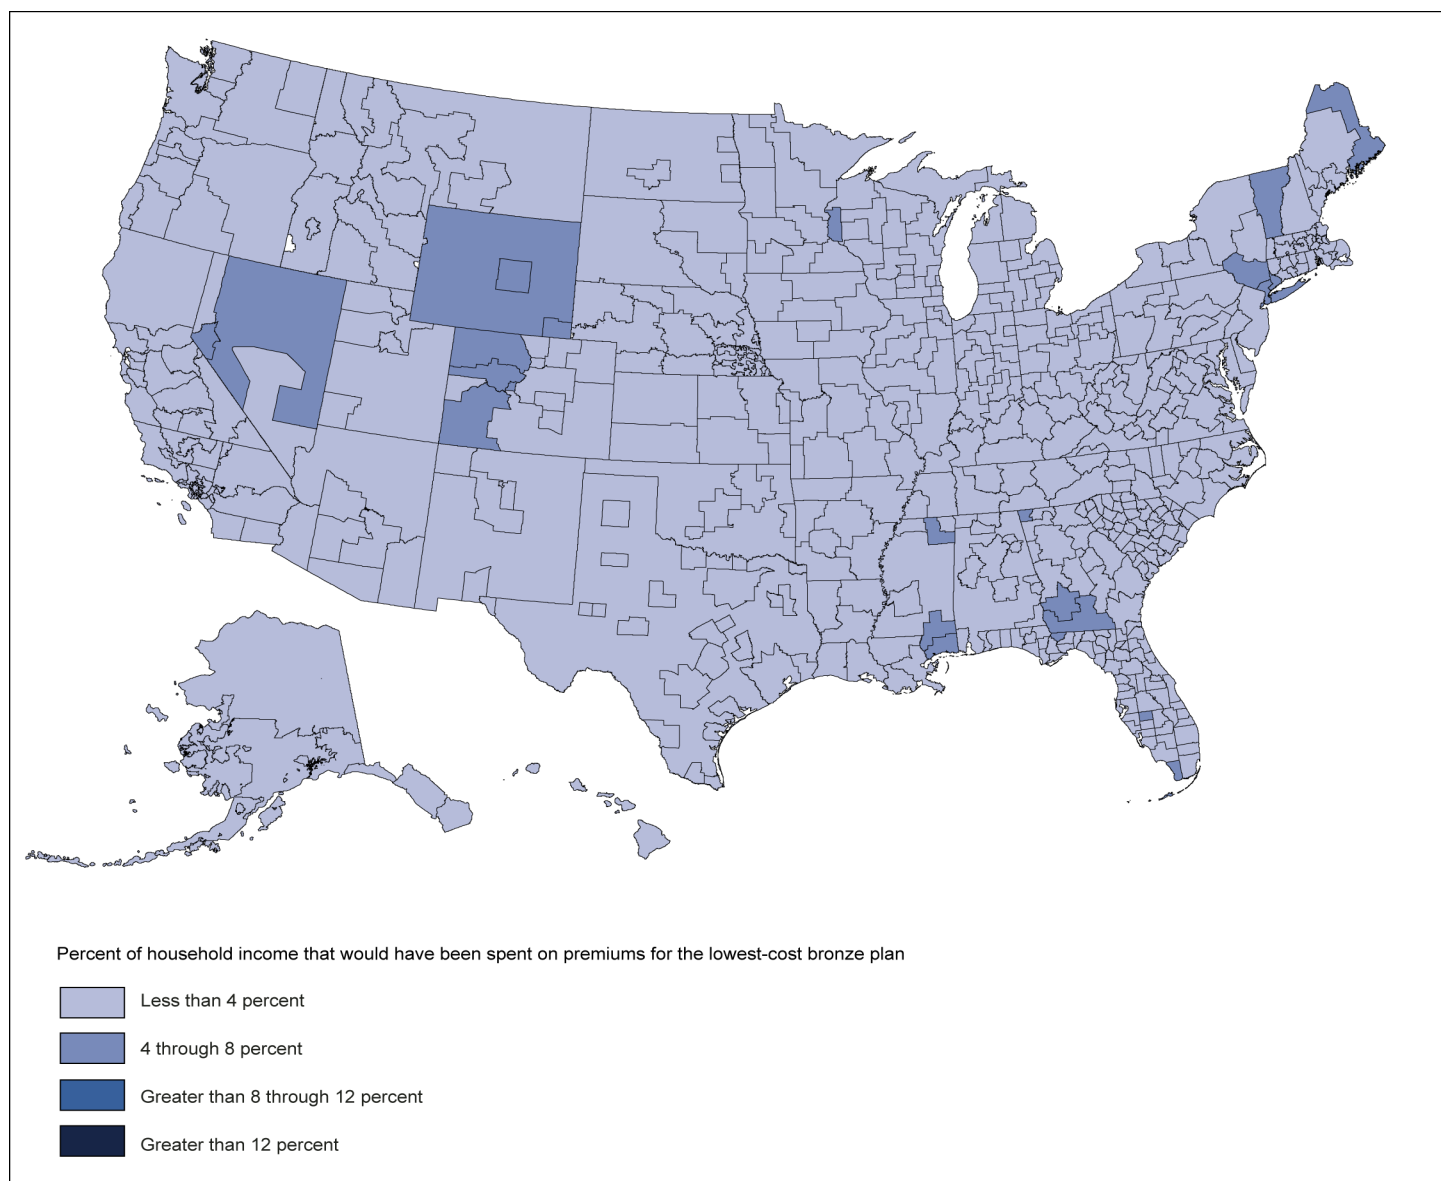 Percent of household income that would have been spent on premiums for the lowest-cost bronze plan
Less than 4 percent
4 through 8 percent
Greater than 8 through 12 percent
Greater than 12 percent